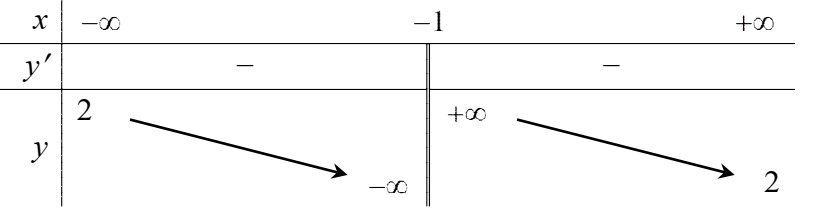 x −∞ −1 +∞
y′ − −
2 +∞
y
−∞ 2